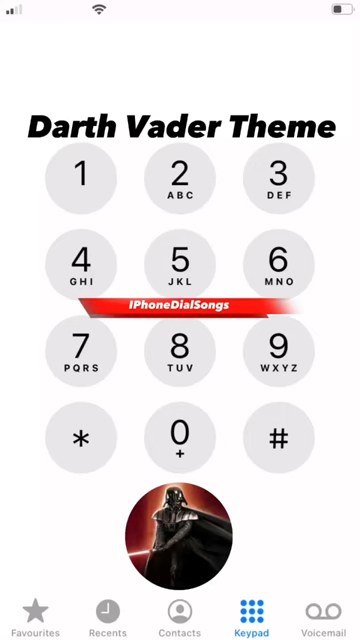 Darth Vader Theme
1
2
3
ABC
DEF
4
5
6
GHI
JKL
MNO
IPhoneDialSongs
7
8
9
PQRS
TUV
WXYZ
*
0
#
+
Favourites
Recents
Contacts
Keypad
Voicemail